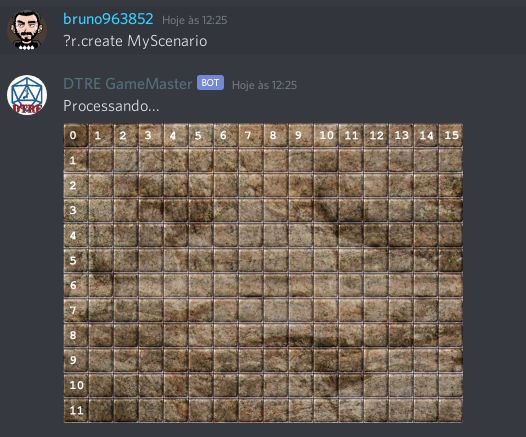 bruno963852 Hoje às 12:25
?r.create MyScenario
DTRE GameMaster BOT Hoje às 12:25
DTRE
Processando...
0 1 2 3 4 5 6 7 8 9 10 11 12 13 14 15
1
2
3
4
5
6
7
8
9
10
11